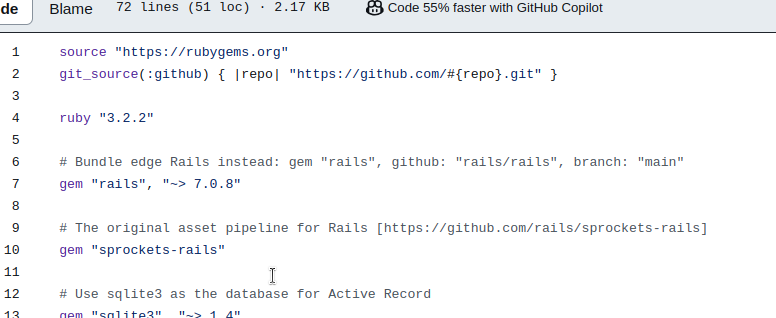 de Blame 72 lines (51 loc) · 2.17 KB Code 55% faster with GitHub Copilot
1 source "https://rubygems.org"
2 git_source(:github) { |repo| "https://github.com/#{repo}.git" }
3
4 ruby "3.2.2"
5
6 # Bundle edge Rails instead: gem "rails", github: "rails/rails", branch: "main"
7 gem "rails", "~> 7.0.8"
8
9 # The original asset pipeline for Rails [https://github.com/rails/sprockets-rails]
10 gem "sprockets-rails"
11
12 # Use sqlite3 as the database for Active Record
13 gem "sqlite3", "~> 1.4"